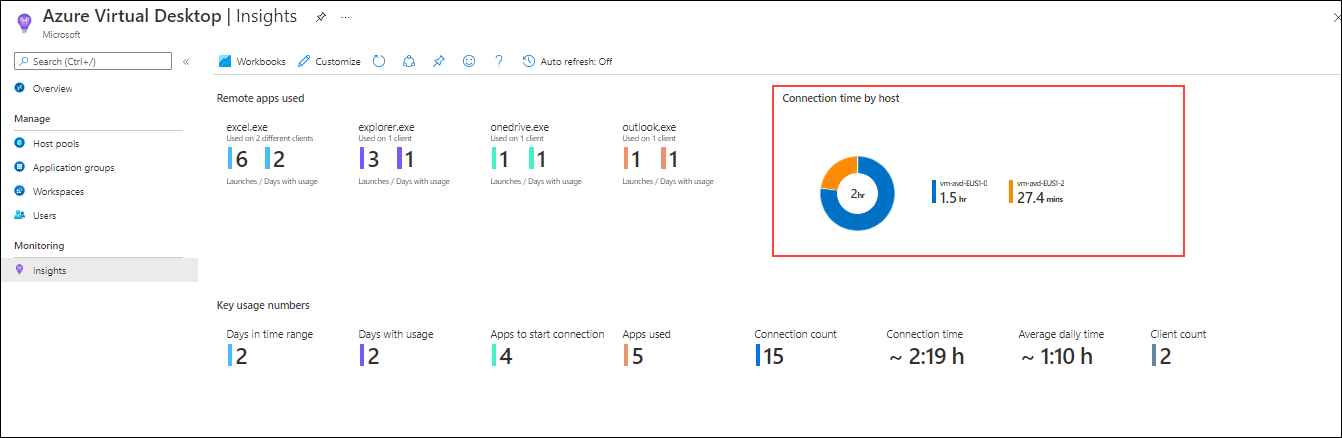 Azure Virtual Desktop | Insights
Microsoft
Search (Ctrl+/)
«
Overview
Manage
Host pools
Application groups
Workspaces
Users
Monitoring
Insights
Workbooks Customize ? Auto refresh: Off
Remote apps used
excel.exe explorer.exe onedrive.exe outlook.exe
Used on 2 different clients Used on 1 client Used on 1 client Used on 1 client
6 2 3 1 1 1 1 1
Launches / Days with usage Launches / Days with usage Launches / Days with usage Launches / Days with usage
Connection time by host
2hr
vm-avd-EUS1-0 vm-avd-EUS1-2
1.5 hr 27.4 mins
Key usage numbers
Days in time range Days with usage Apps to start connection Apps used Connection count Connection time Average daily time Client count
2 2 4 5 15 ~ 2:19 h ~ 1:10 h 2